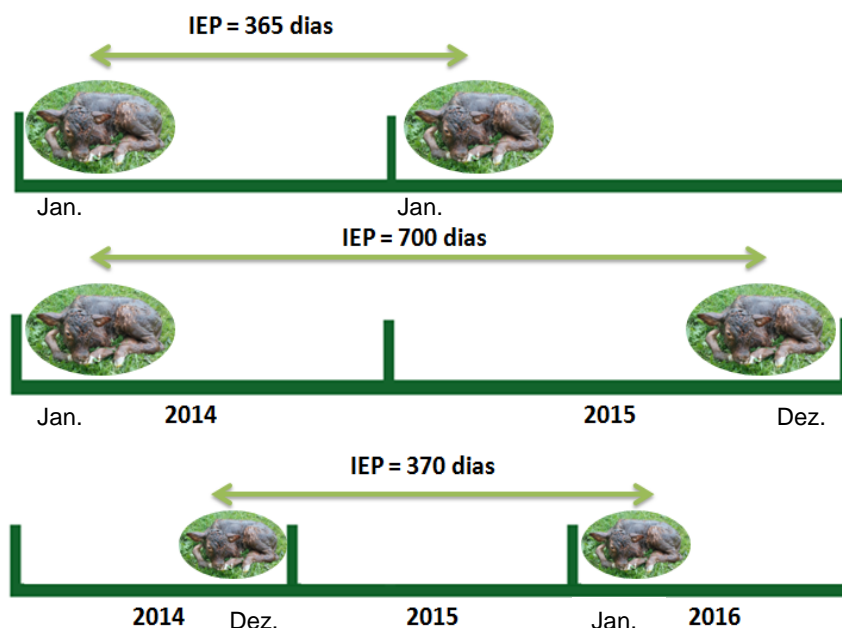 IEP = 365 dias
Jan. Jan.
IEP = 700 dias
Jan. 2014 2015 Dez.
IEP = 370 dias
2014 Dez. 2015 Jan. 2016